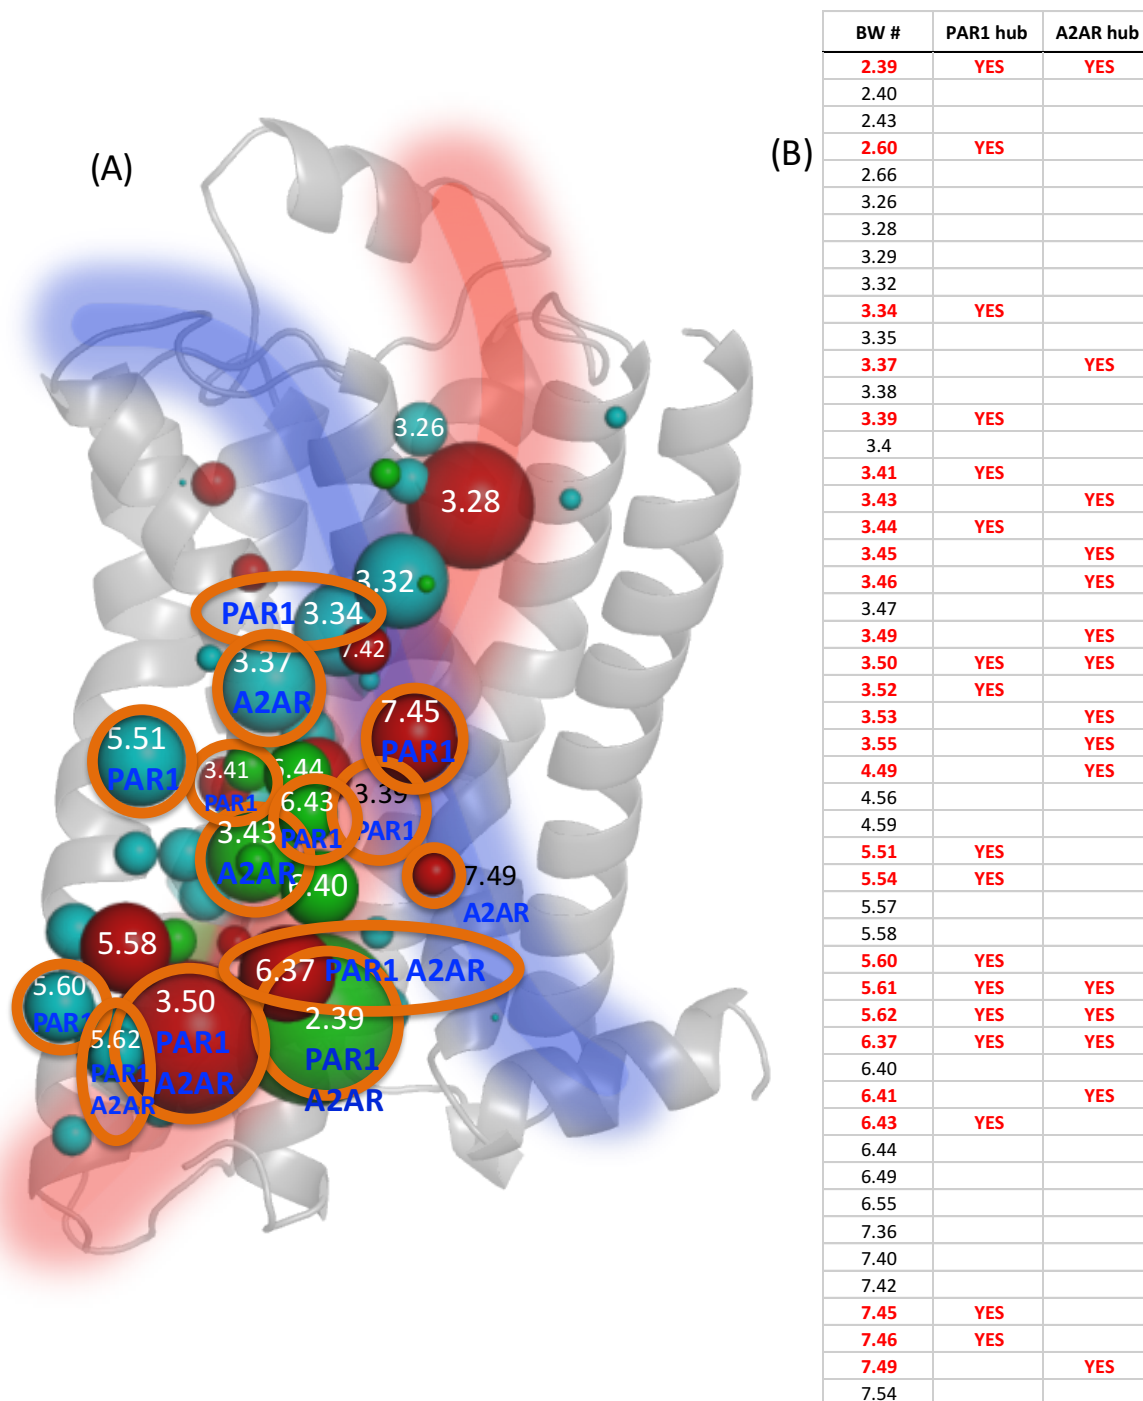 (A)
3.26
3.28
3.32
PAR1 3.34
7.42
3.37
A2AR
7.45
PAR1
5.51
PAR1
3.41
PAR1
6.44
6.43
PAR1
3.39
PAR1
3.43
A2AR
6.40
7.49
A2AR
5.58
6.37 PAR1 A2AR
5.60
PAR1
3.50
PAR1
A2AR
5.62
PAR1
A2AR
2.39
PAR1
A2AR
(B)
BW # PAR1 hub A2AR hub
2.39 YES YES
2.40
2.43
2.60 YES
2.66
3.26
3.28
3.29
3.32
3.34 YES
3.35
3.37 YES
3.38
3.39 YES
3.4
3.41 YES
3.43 YES
3.44 YES
3.45 YES
3.46 YES
3.47
3.49 YES
3.50 YES YES
3.52 YES
3.53 YES
3.55 YES
4.49 YES
4.56
4.59
5.51 YES
5.54 YES
5.57
5.58
5.60 YES
5.61 YES YES
5.62 YES YES
6.37 YES YES
6.40
6.41 YES
6.43 YES
6.44
6.49
6.55
7.36
7.40
7.42
7.45 YES
7.46 YES
7.49 YES
7.54